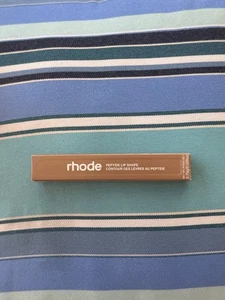 rhode
PEPTIDE LIP SHAPE
CONTOUR DES LÈVRES AU PEPTIDE